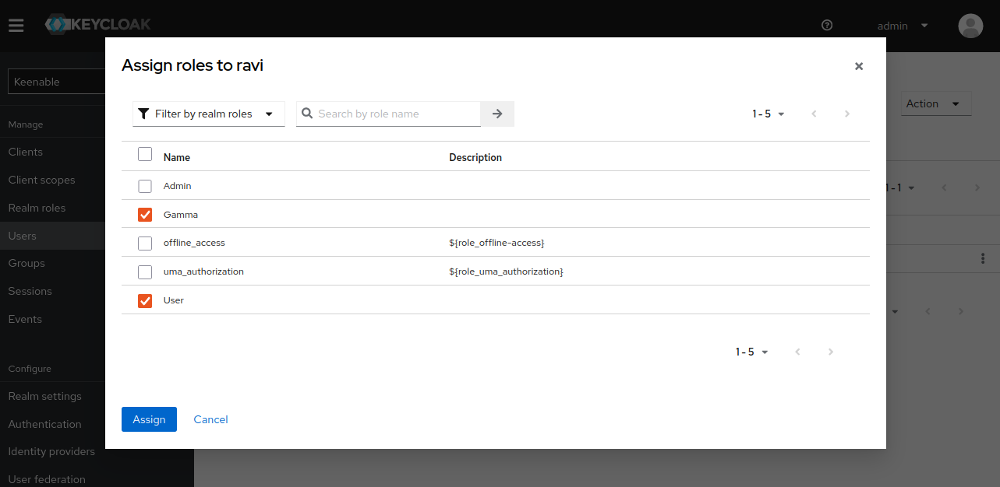 KEYCLOAK
admin
Assign roles to ravi
Keenable
Filter by realm roles
Search by role name
1 - 5
Action
Manage
Name Description
Clients
Client scopes
Admin
1 - 1
Realm roles
Gamma
Users
offline_access ${role_offline-access}
Groups
uma_authorization ${role_uma_authorization}
Sessions
User
Events
1 - 5
Configure
Realm settings
Assign Cancel
Authentication
Identity providers
User federation